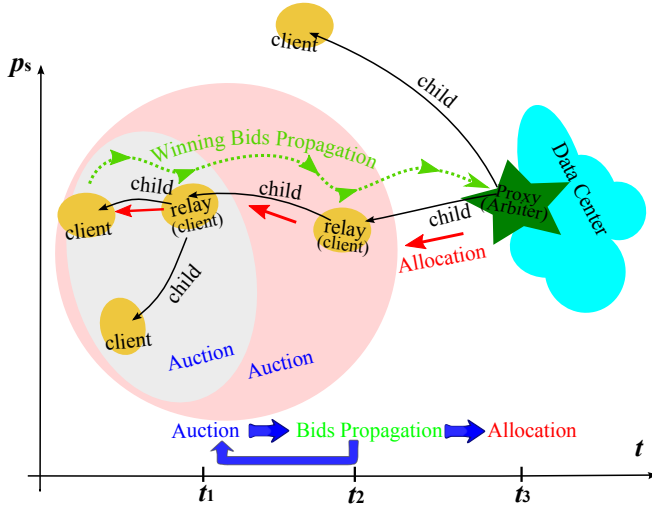 client
ps
child
Winning Bids Propagation
Data Center
child
child
Proxy
(Arbiter)
relay
(client)
client
child
relay
(client)
Allocation
child
client
Auction
Auction
Auction
Bids Propagation
Allocation
t
t1
t2
t3